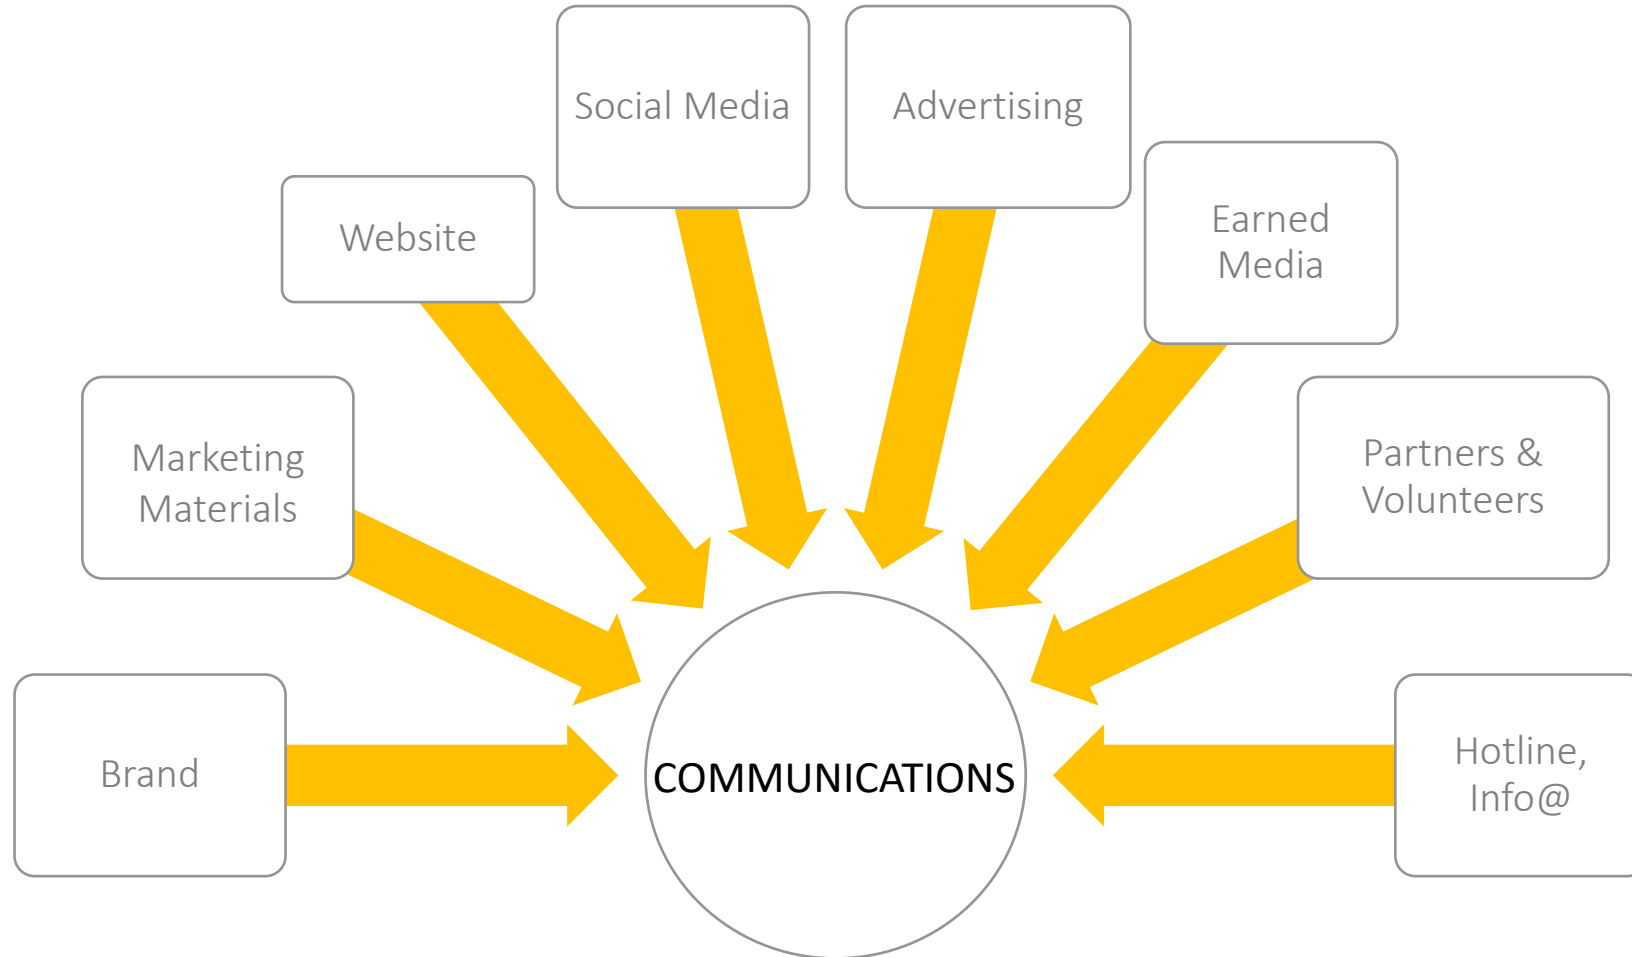 Social Media
Advertising
Website
Earned
Media
Marketing
Materials
Partners &
Volunteers
Brand
COMMUNICATIONS
Hotline,
Info@